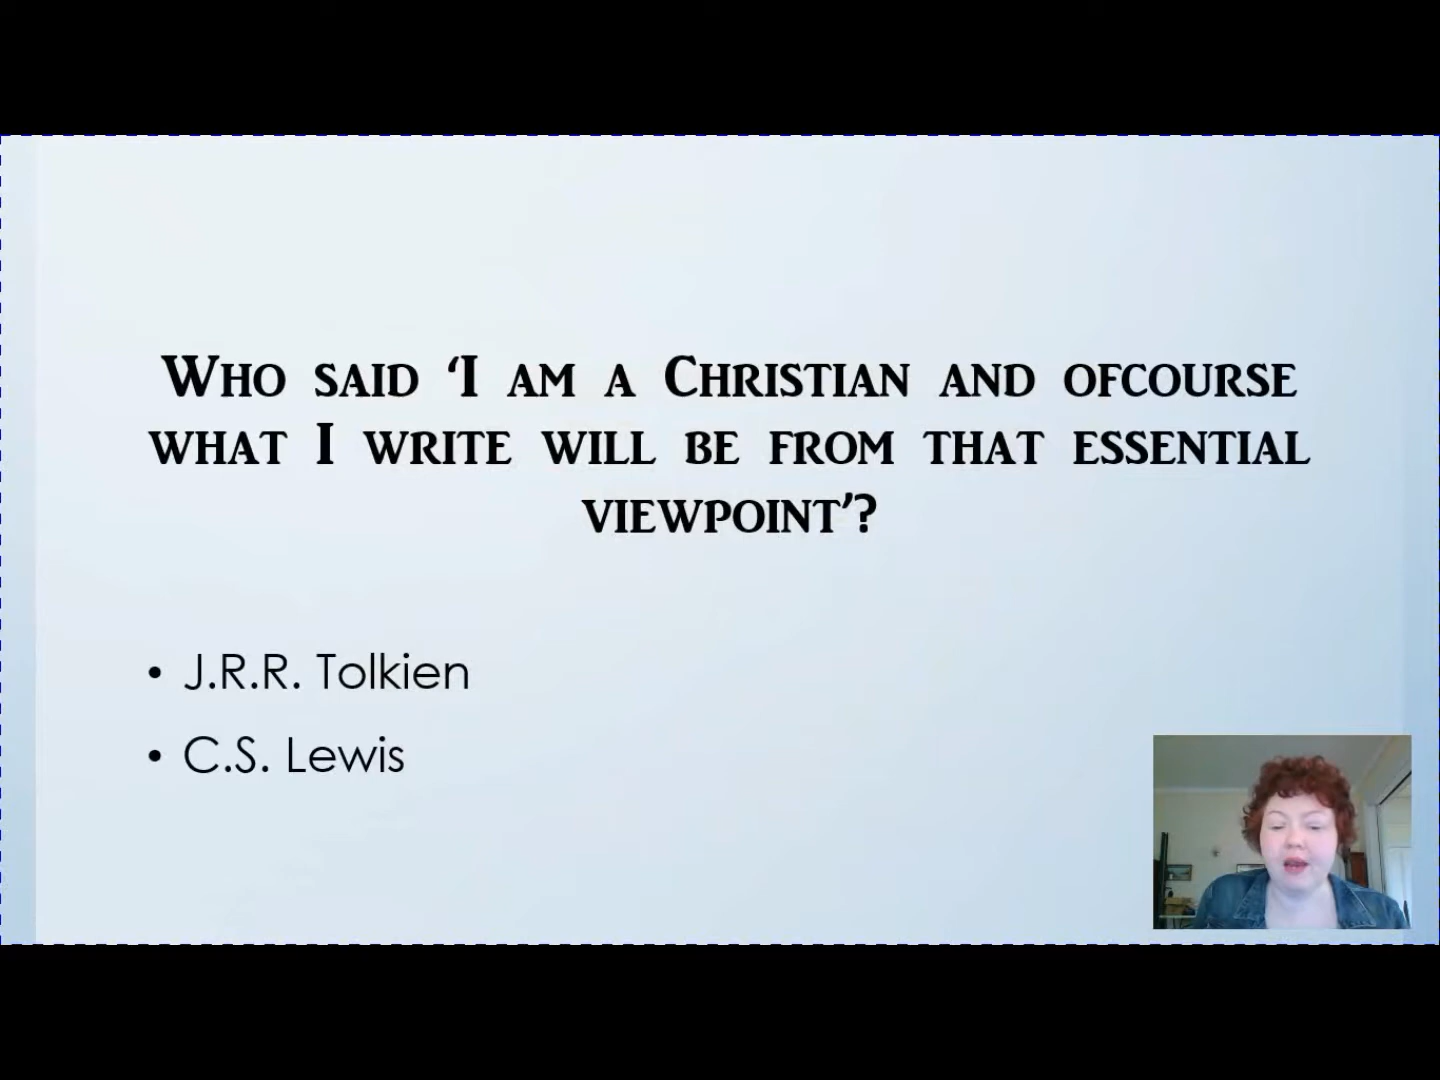 Who said ‘I am a Christian and ofcourse
what I write will be from that essential
viewpoint’?
• J.R.R. Tolkien
• C.S. Lewis